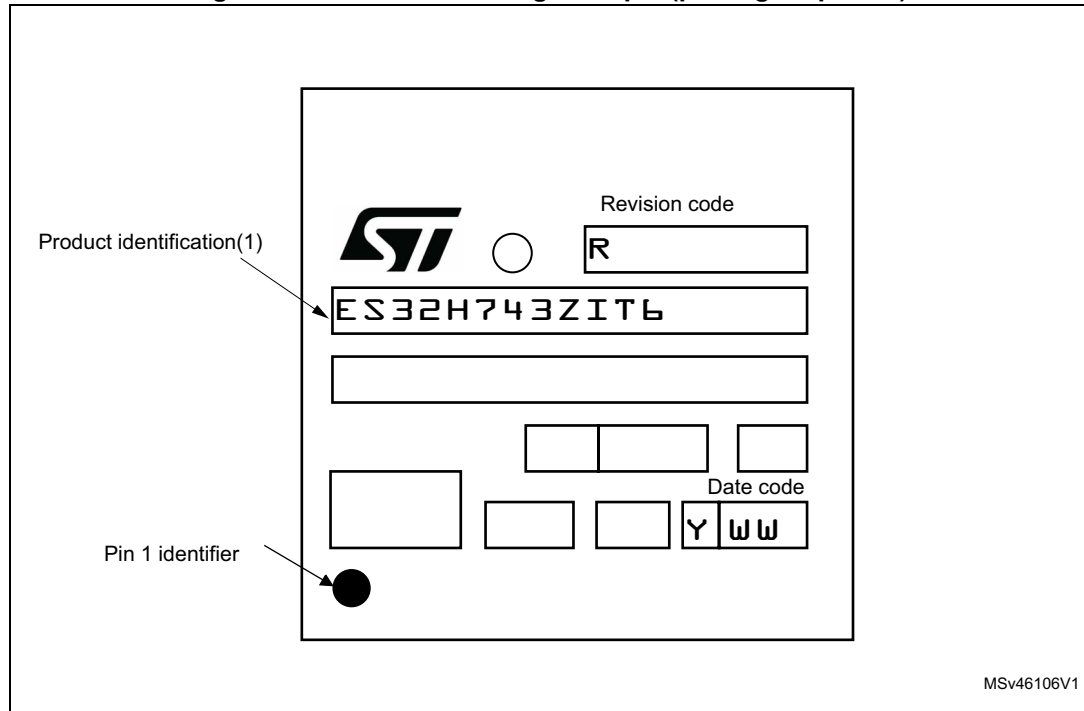 Revision code
Product identification(1)
R
ES32H743ZIT6
Date code
Y WW
Pin 1 identifier
MSv46106V1